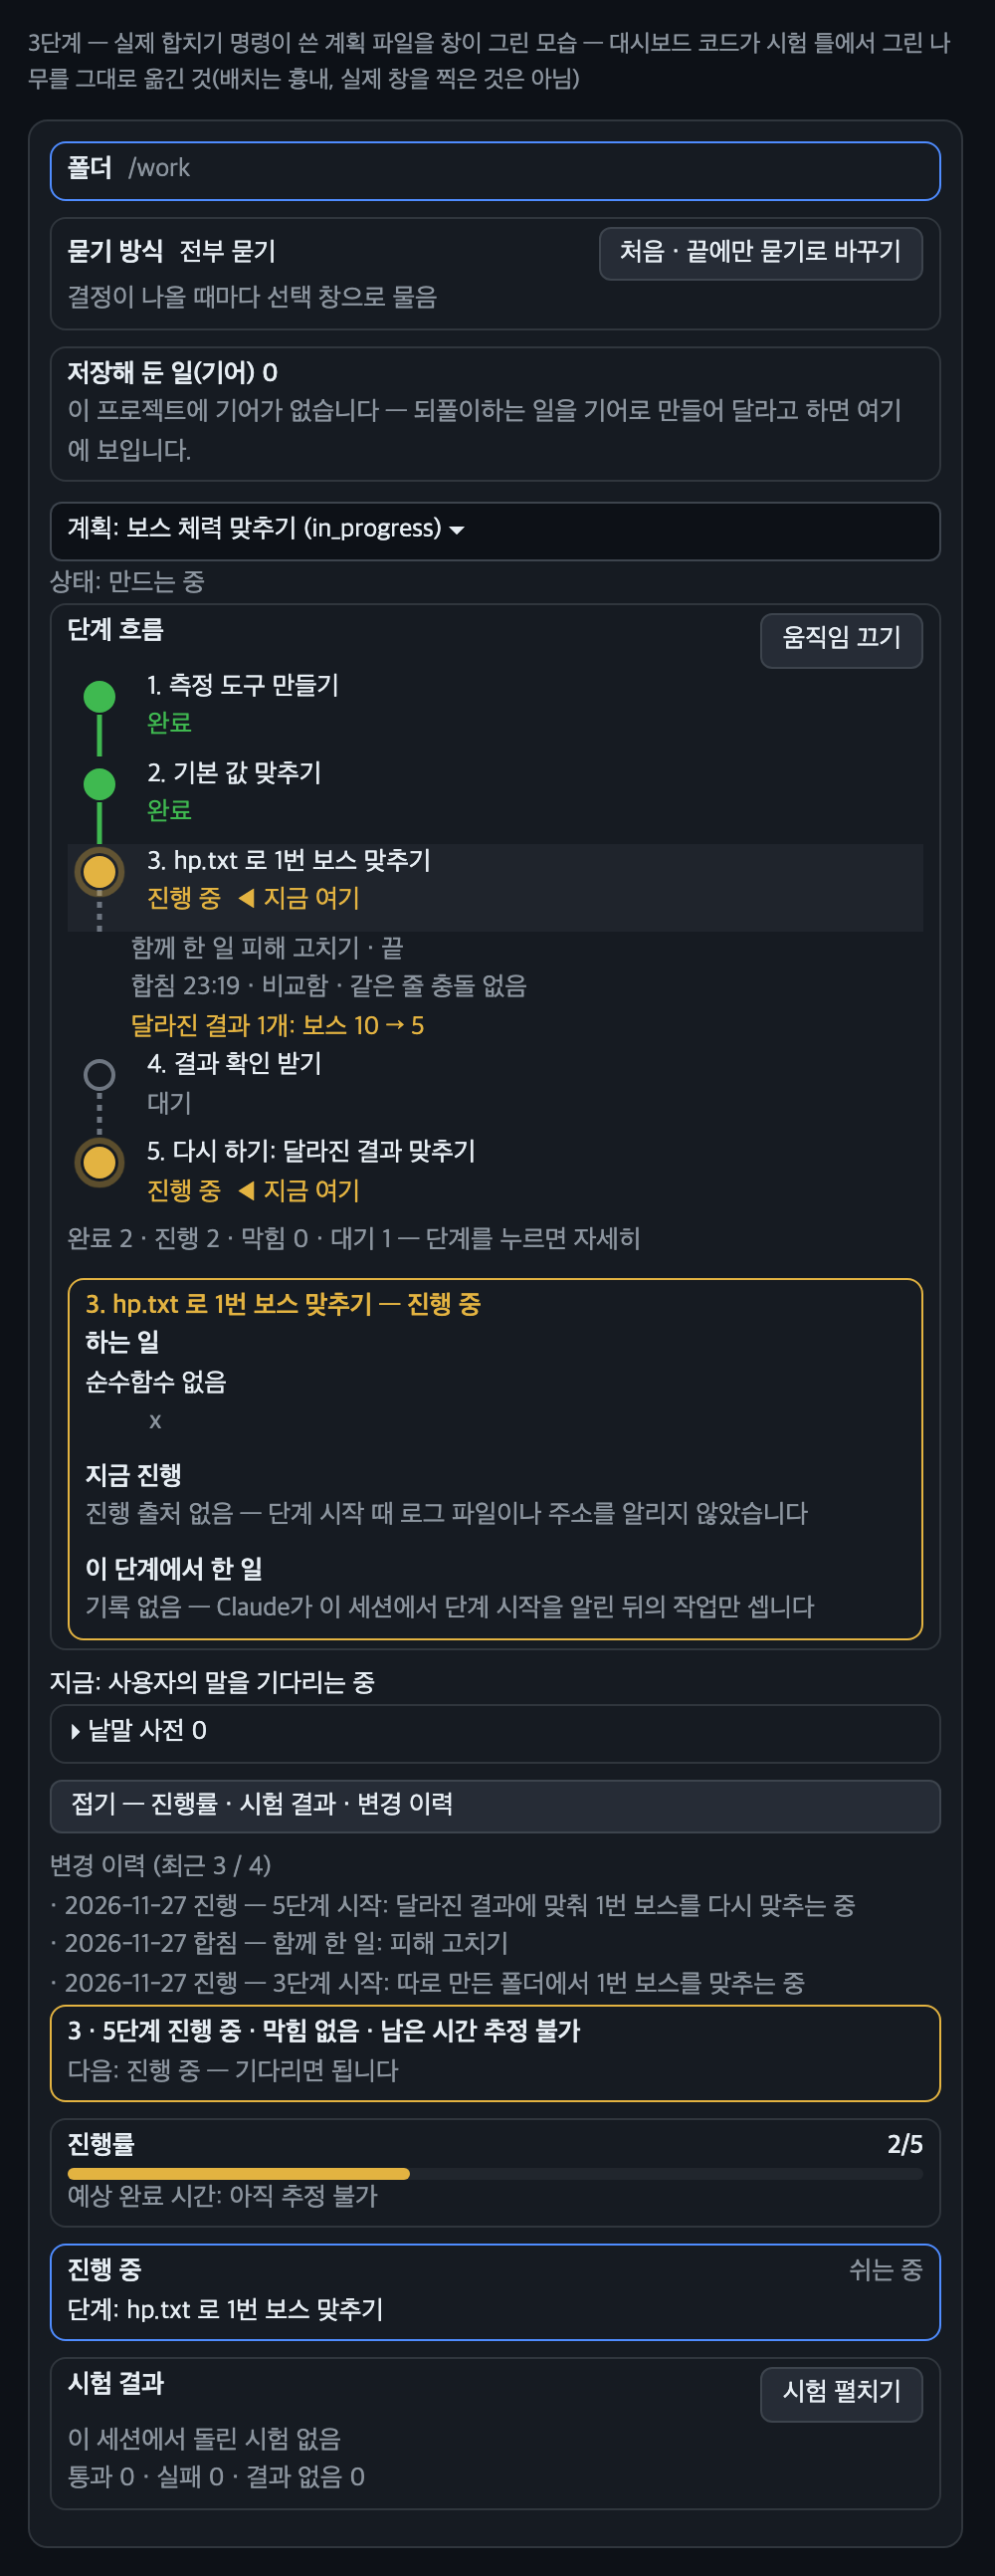 3단계 — 실제 합치기 명령이 쓴 계획 파일을 창이 그린 모습 — 대시보드 코드가 시험 틀에서 그린 나
무를 그대로 옮긴 것(배치는 흉내, 실제 창을 찍은 것은 아님)
폴더 /work
묻기 방식 전부 묻기
처음 · 끝에만 묻기로 바꾸기
결정이 나올 때마다 선택 창으로 물음
저장해 둔 일(기어) 0
이 프로젝트에 기어가 없습니다 — 되풀이하는 일을 기어로 만들어 달라고 하면 여기
에 보입니다.
계획: 보스 체력 맞추기 (in_progress)
상태: 만드는 중
단계 흐름
움직임 끄기
1. 측정 도구 만들기
완료
2. 기본 값 맞추기
완료
3. hp.txt 로 1번 보스 맞추기
진행 중 ◀ 지금 여기
함께 한 일 피해 고치기 · 끝
합침 23:19 · 비교함 · 같은 줄 충돌 없음
달라진 결과 1개: 보스 10 → 5
4. 결과 확인 받기
대기
5. 다시 하기: 달라진 결과 맞추기
진행 중 ◀ 지금 여기
완료 2 · 진행 2 · 막힘 0 · 대기 1 — 단계를 누르면 자세히
3. hp.txt 로 1번 보스 맞추기 — 진행 중
하는 일
순수함수 없음
x
지금 진행
진행 출처 없음 — 단계 시작 때 로그 파일이나 주소를 알리지 않았습니다
이 단계에서 한 일
기록 없음 — Claude가 이 세션에서 단계 시작을 알린 뒤의 작업만 셉니다
지금: 사용자의 말을 기다리는 중
낱말 사전 0
접기 — 진행률 · 시험 결과 · 변경 이력
변경 이력 (최근 3 / 4)
· 2026-11-27 진행 — 5단계 시작: 달라진 결과에 맞춰 1번 보스를 다시 맞추는 중
· 2026-11-27 합침 — 함께 한 일: 피해 고치기
· 2026-11-27 진행 — 3단계 시작: 따로 만든 폴더에서 1번 보스를 맞추는 중
3 · 5단계 진행 중 · 막힘 없음 · 남은 시간 추정 불가
다음: 진행 중 — 기다리면 됩니다
진행률 2/5
예상 완료 시간: 아직 추정 불가
진행 중 쉬는 중
단계: hp.txt 로 1번 보스 맞추기
시험 결과
시험 펼치기
이 세션에서 돌린 시험 없음
통과 0 · 실패 0 · 결과 없음 0